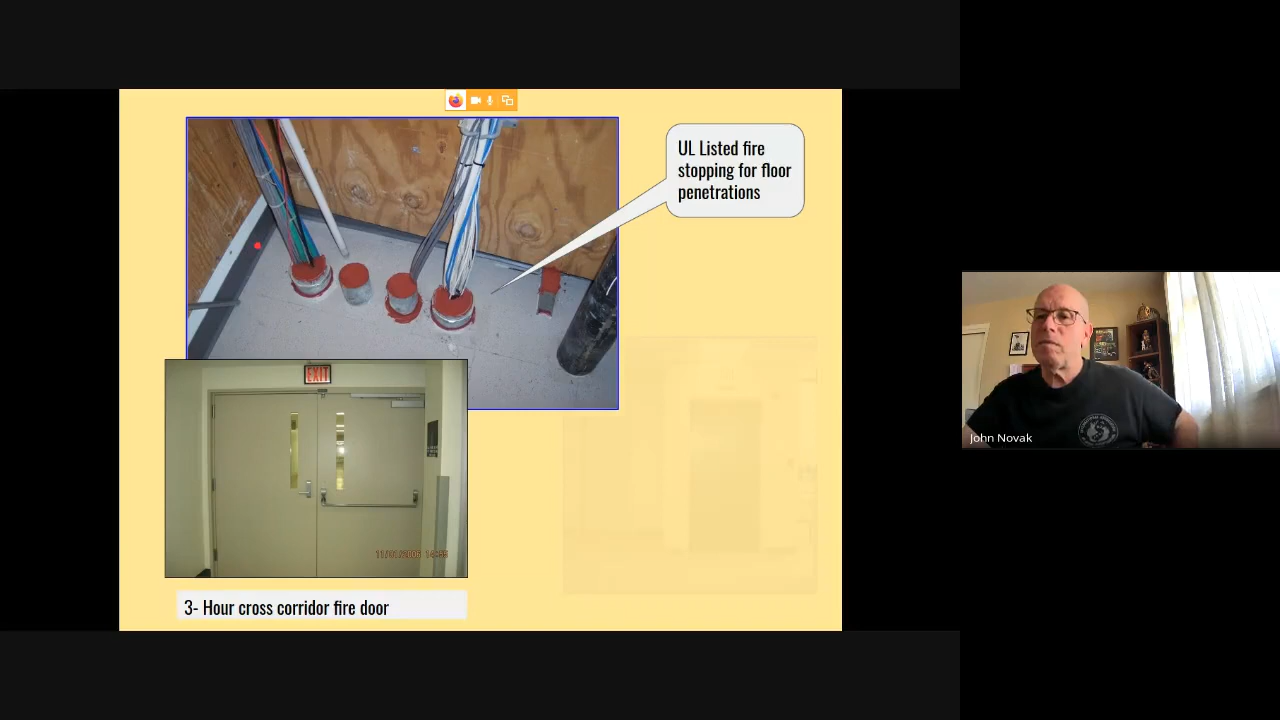 UL Listed fire
stopping for floor
penetrations
EXIT
3- Hour cross corridor fire door
John Novak